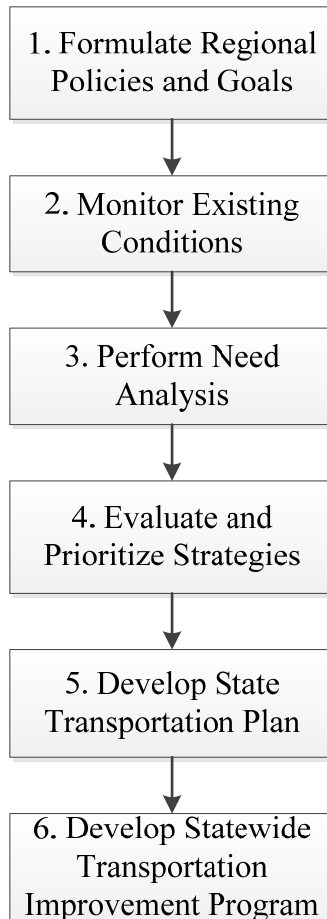 1. Formulate Regional
Policies and Goals
2. Monitor Existing
Conditions
3. Perform Need
Analysis
4. Evaluate and
Prioritize Strategies
5. Develop State
Transportation Plan
6. Develop Statewide
Transportation
Improvement Program